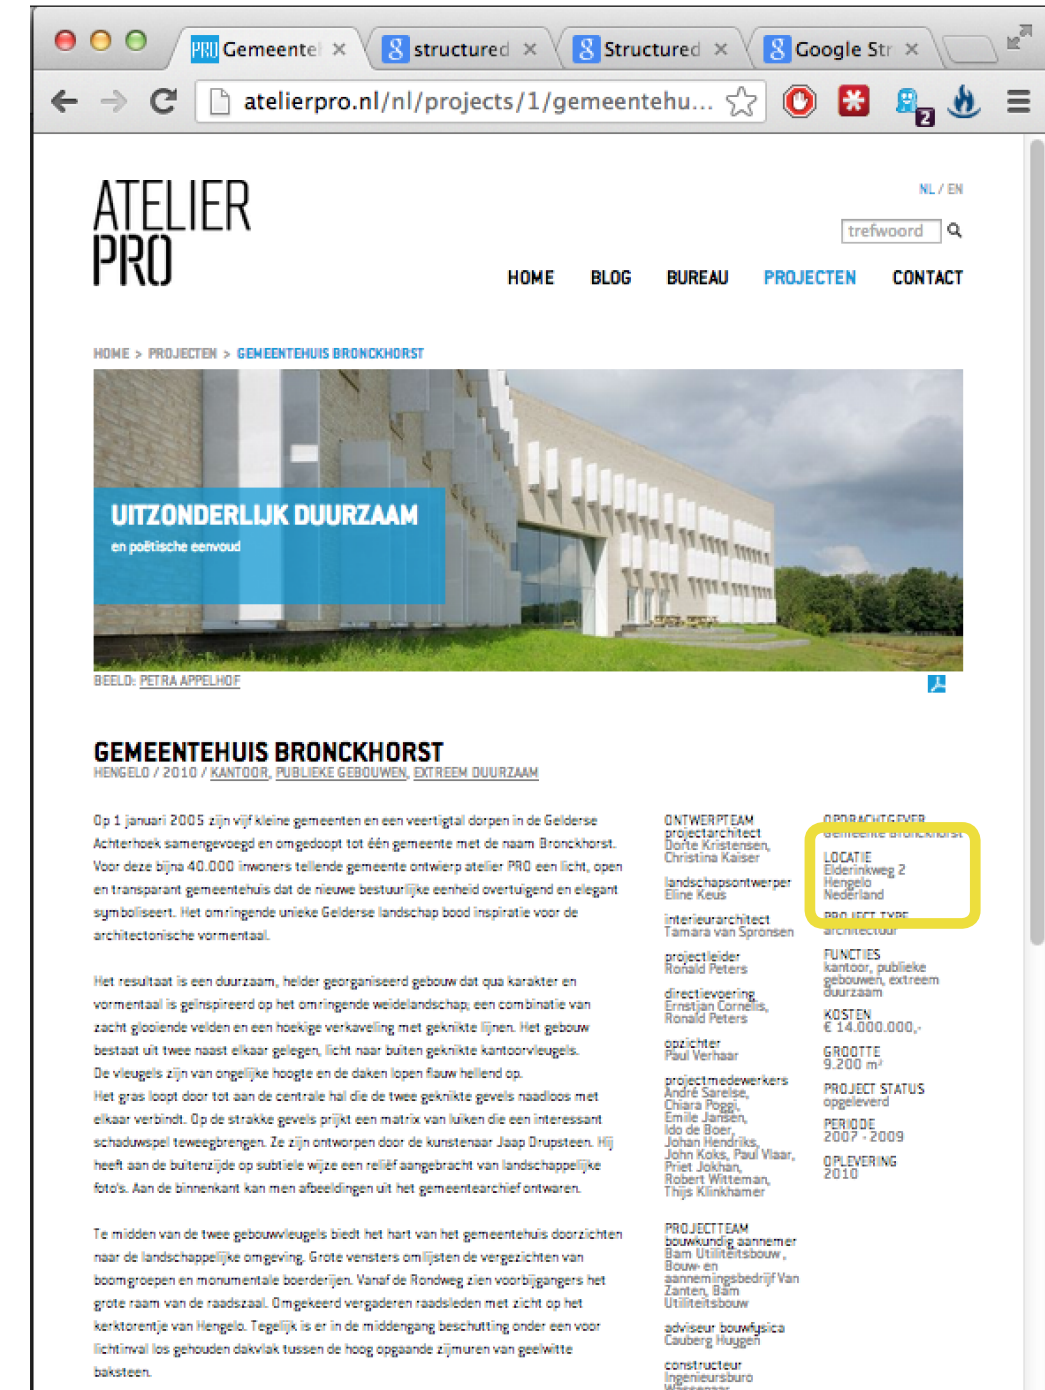 Gemeente
structured
Structured
Google Str
atelierpro.nl/nl/projects/1/gemeentehu...
2
ATELIER
PRO
NL / EN
trefwoord
HOME BLOG BUREAU PROJECTEN CONTACT
HOME > PROJECTEN > GEMEENTEHUIS BRONCKHORST
UITZONDERLIJK DUURZAAM
en poëtische eenvoud
BEELD: PETRA APPELHOF
GEMEENTEHUIS BRONCKHORST
HENGELO / 2010 / KANTOOR, PUBLIEKE GEBOUWEN, EXTREEM DUURZAAM
Op 1 januari 2005 zijn vijf kleine gemeenten en een veertigtal dorpen in de Gelderse
Achterhoek samengevoegd en omgedoopt tot één gemeente met de naam Bronckhorst.
Voor deze bijna 40.000 inwoners tellende gemeente ontwierp atelier PRO een licht, open
en transparant gemeentehuis dat de nieuwe bestuurlijke eenheid overtuigend en elegant
symboliseert. Het omringende unieke Gelderse landschap bood inspiratie voor de
architectonische vormentaal.
Het resultaat is een duurzaam, helder georganiseerd gebouw dat qua karakter en
vormentaal is geïnspireerd op het omringende weidelandschap; een combinatie van
zacht glooiende velden en een hoekige verkaveling met geknikte lijnen. Het gebouw
bestaat uit twee naast elkaar gelegen, licht naar buiten geknikte kantoorvleugels.
De vleugels zijn van ongelijke hoogte en de daken lopen flauw hellend op.
Het gras loopt door tot aan de centrale hal die de twee geknikte gevels naadloos met
elkaar verbindt. Op de strakke gevels prijkt een matrix van luiken die een interessant
schaduwspel teweegbrengen. Ze zijn ontworpen door de kunstenaar Jaap Drupsteen. Hij
heeft aan de buitenzijde op subtiele wijze een reliëf aangebracht van landschappelijke
foto's. Aan de binnenkant kan men afbeeldingen uit het gemeentearchief ontwaren.
Te midden van de twee gebouwvleugels biedt het hart van het gemeentehuis doorzichten
naar de landschappelijke omgeving. Grote vensters omlijsten de vergezichten van
boomgroepen en monumentale boerderijen. Vanaf de Rondweg zien voorbijgangers het
grote raam van de raadszaal. Omgekeerd vergaderen raadsleden met zicht op het
kerktorentje van Hengelo. Tegelijk is er in de middengang beschutting onder een voor
lichtinval los gehouden dakvlak tussen de hoog opgaande zijmuren van geelwitte
baksteen.
ONTWERPTEAM
projectarchitect
Dorte Kristensen,
Christina Kaiser
landschapsontwerper
Eline Keus
interieurarchitect
Tamara van Spronsen
projectleider
Ronald Peters
directievoering
Ernstjan Cornelis,
Ronald Peters
opzichter
Paul Verhaar
projectmedewerkers
André Sarelse,
Chiara Poggi,
Emile Jansen,
Ido de Boer,
Johan Hendriks,
John Koks, Paul Vlaar,
Priet Jokhan,
Robert Witteman,
Thijs Klinkhamer
PROJECTTEAM
bouwkundig aannemer
Bam Utiliteitsbouw,
Bouw- en
aannemingsbedrijf Van
Zanten, Bam
Utiliteitsbouw
adviseur bouwfysica
Cauberg Huygen
constructeur
Ingenieursburo
Wassenaar
OPDRACHTGEVER
Gemeente Bronckhorst
LOCATIE
Elderinkweg 2
Hengelo
Nederland
PROJECT TYPE
architectuur
FUNCTIES
kantoor, publieke
gebouwen, extreem
duurzaam
KOSTEN
€ 14.000.000,-
GROOTTE
9.200 m²
PROJECT STATUS
opgeleverd
PERIODE
2007 - 2009
OPLEVERING
2010